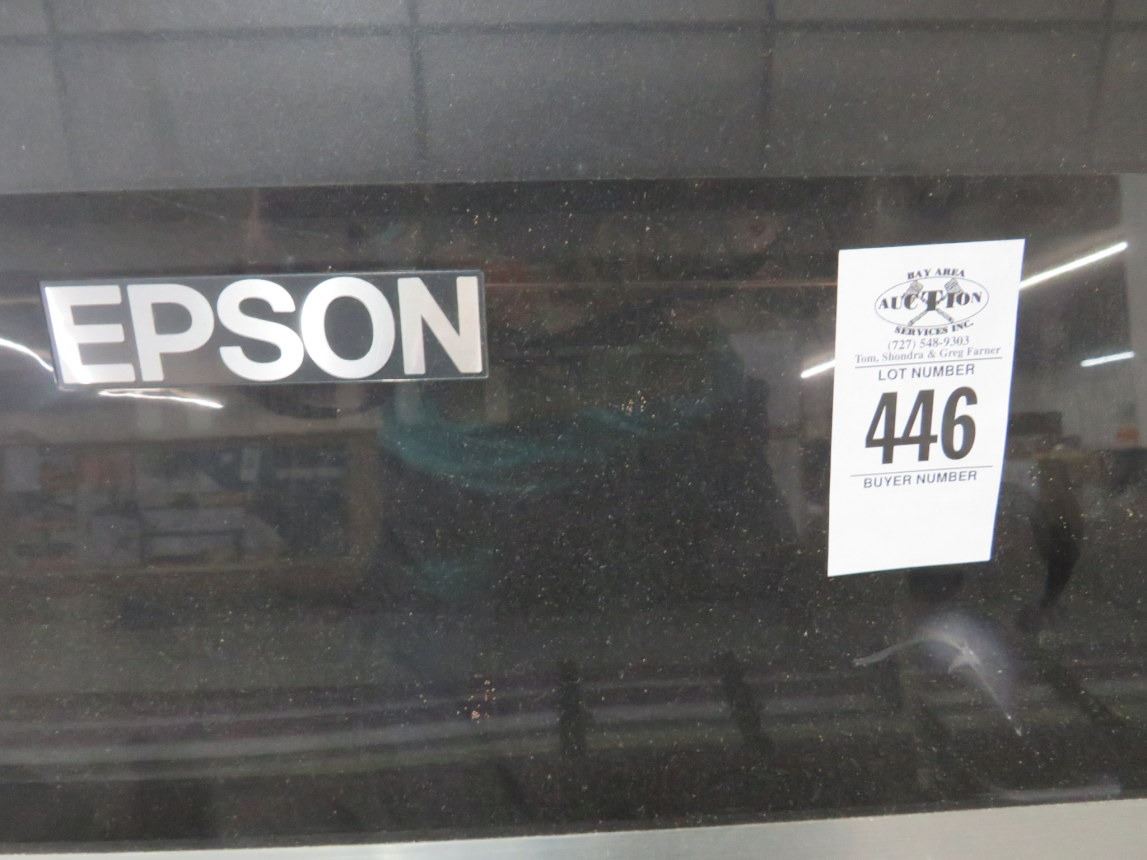 EPSON
BAY AREA
AUCTION
SERVICES INC.
(727) 548-9303
Tom, Shondra & Greg Farner
LOT NUMBER
446
BUYER NUMBER